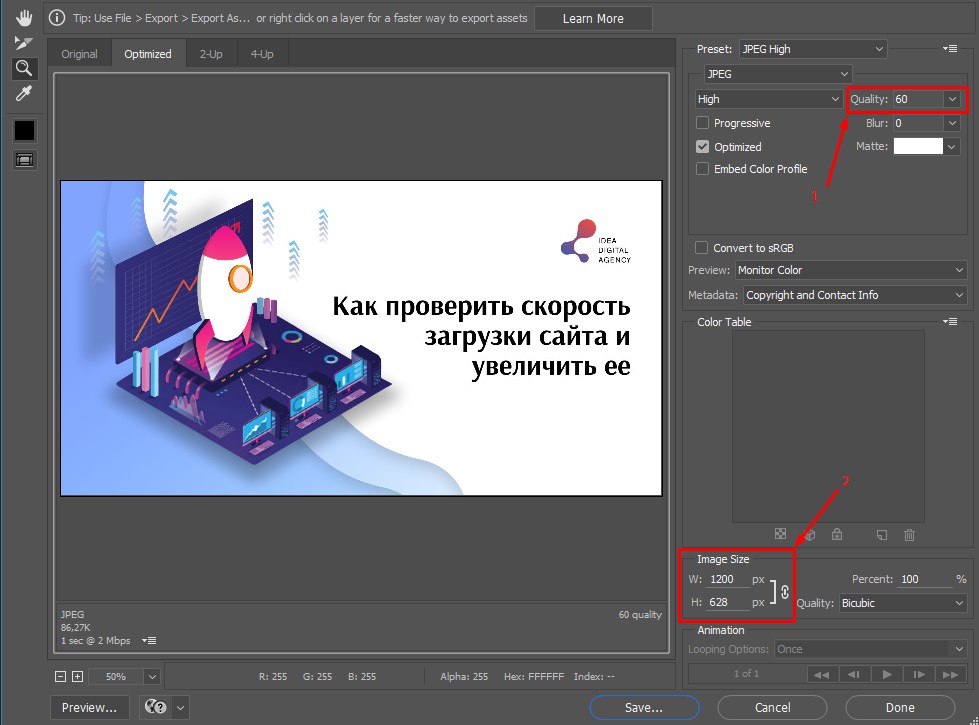 Tip: Use File > Export > Export As... or right click on a layer for a faster way to export assets
Learn More
Original
Optimized
2-Up
4-Up
Preset: JPEG High
JPEG
High
Quality: 60
Progressive
Blur: 0
Optimized
Matte:
Embed Color Profile
1
Convert to sRGB
Preview: Monitor Color
Metadata: Copyright and Contact Info
Color Table
IDEA
DIGITAL
AGENCY
Как проверить скорость
загрузки сайта и
увеличить ее
2
Image Size
W: 1200 px
Percent: 100 %
H: 628 px
Quality: Bicubic
JPEG
60 quality
86,27K
1 sec @ 2 Mbps
Animation
Looping Options: Once
1 of 1
50%
R: 255 G: 255 B: 255
Alpha: 255 Hex: FFFFFF Index: --
Preview...
Save...
Cancel
Done